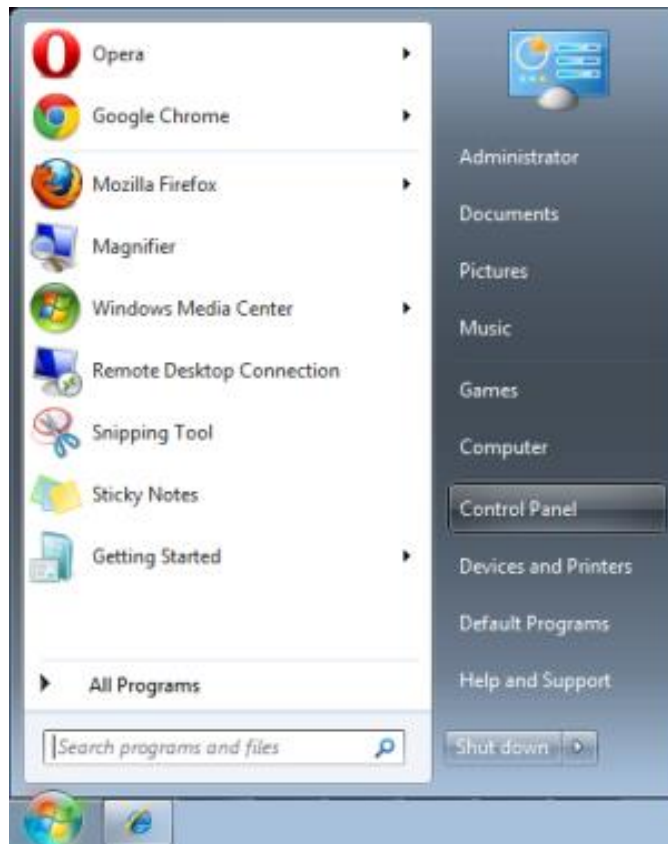 Opera
Google Chrome
Mozilla Firefox
Magnifier
Windows Media Center
Remote Desktop Connection
Snipping Tool
Sticky Notes
Getting Started
All Programs
Search programs and files
Administrator
Documents
Pictures
Music
Games
Computer
Control Panel
Devices and Printers
Default Programs
Help and Support
Shut down